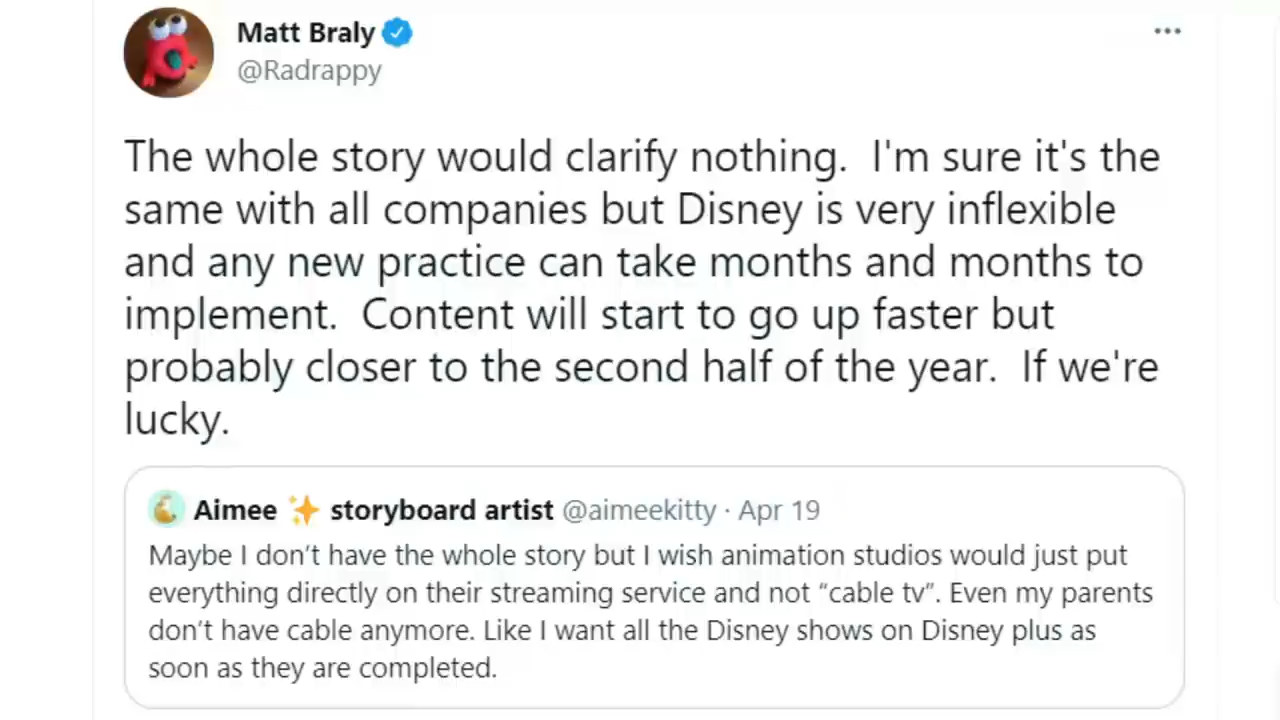 Matt Braly
@Radrappy
The whole story would clarify nothing.  I'm sure it's the
same with all companies but Disney is very inflexible
and any new practice can take months and months to
implement.  Content will start to go up faster but
probably closer to the second half of the year.  If we're
lucky.
Aimee ✨ storyboard artist @aimeekitty · Apr 19
Maybe I don’t have the whole story but I wish animation studios would just put
everything directly on their streaming service and not “cable tv”. Even my parents
don’t have cable anymore. Like I want all the Disney shows on Disney plus as
soon as they are completed.